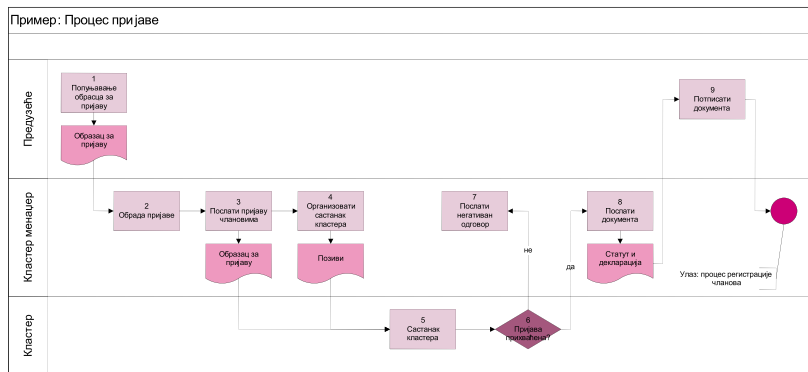 Пример: Процес пријаве
Предузеће
1
Попуњавање
обрасца за
пријаву
Образац за
пријаву
9
Потписати
документа
Кластер менаџер
2
Обрада пријаве
3
Послати пријаву
члановима
4
Организовати
састанак
кластера
7
Послати
негативан
одговор
8
Послати
документа
Образац за
пријаву
Позиви
Статут и
декларација
не
да
Улаз: процес регистрације
чланова
Кластер
5
Састанак
кластера
6
Пријава
прихваћена?